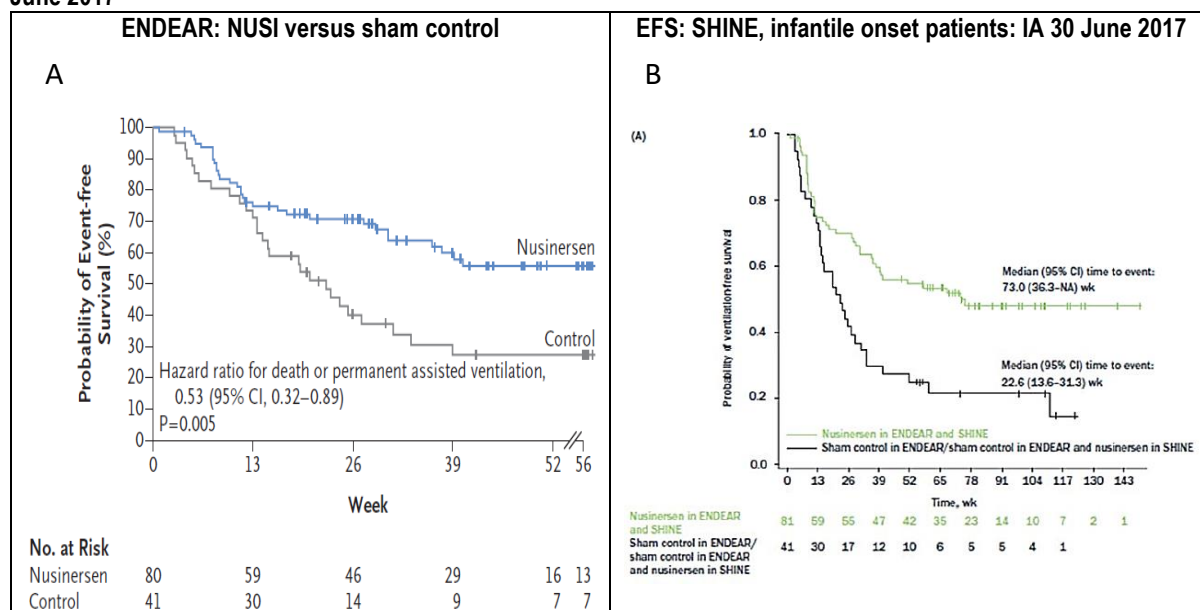 June 2017
ENDEAR: NUSI versus sham control
EFS: SHINE, infantile onset patients: IA 30 June 2017
A
100
90
80
70
60
50
40
30
20
10
0
Probability of Event-free
Survival (%)
Nusinersen
Control
Hazard ratio for death or permanent assisted ventilation,
0.53 (95% CI, 0.32–0.89)
P=0.005
0 13 26 39 52 56
Week
No. at Risk
Nusinersen 80 59 46 29 16 13
Control 41 30 14 9 7 7
B
(A)
1.0
0.8
0.6
0.4
0.2
0.0
Probability of ventilation-free survival
Median (95% CI) time to event:
73.0 (36.3–NA) wk
Median (95% CI) time to event:
22.6 (13.6–31.3) wk
Nusinersen in ENDEAR and SHINE
Sham control in ENDEAR/sham control in ENDEAR and nusinersen in SHINE
0 13 26 39 52 65 78 91 104 117 130 143
Time, wk
Nusinersen in ENDEAR
and SHINE
81 59 55 47 42 35 23 14 10 7 2 1
Sham control in ENDEAR/
sham control in ENDEAR
and nusinersen in SHINE
41 30 17 12 10 6 5 5 4 1